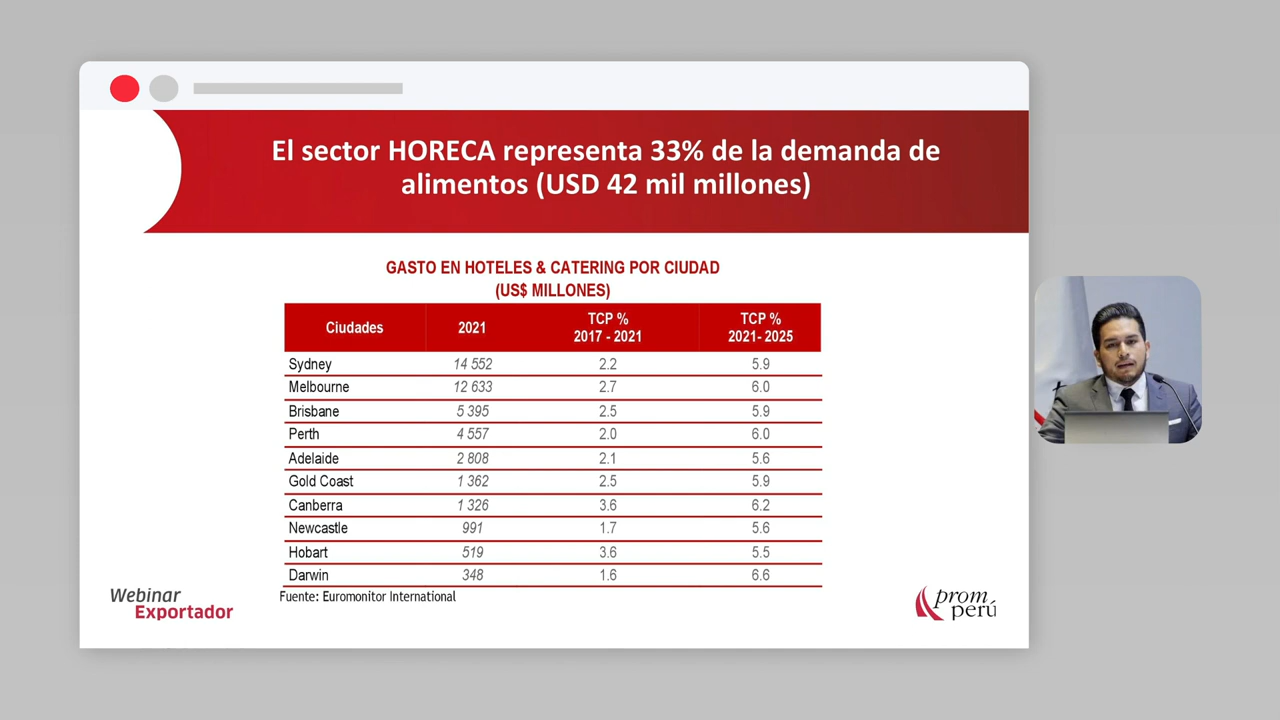 El sector HORECA representa 33% de la demanda de
alimentos (USD 42 mil millones)
GASTO EN HOTELES & CATERING POR CIUDAD
(US$ MILLONES)
Ciudades 2021 TCP % 2017 - 2021 TCP % 2021- 2025
Sydney 14 552 2.2 5.9
Melbourne 12 633 2.7 6.0
Brisbane 5 395 2.5 5.9
Perth 4 557 2.0 6.0
Adelaide 2 808 2.1 5.6
Gold Coast 1 362 2.5 5.9
Canberra 1 326 3.6 6.2
Newcastle 991 1.7 5.6
Hobart 519 3.6 5.5
Darwin 348 1.6 6.6
Fuente: Euromonitor International
Webinar
Exportador
prom
perú